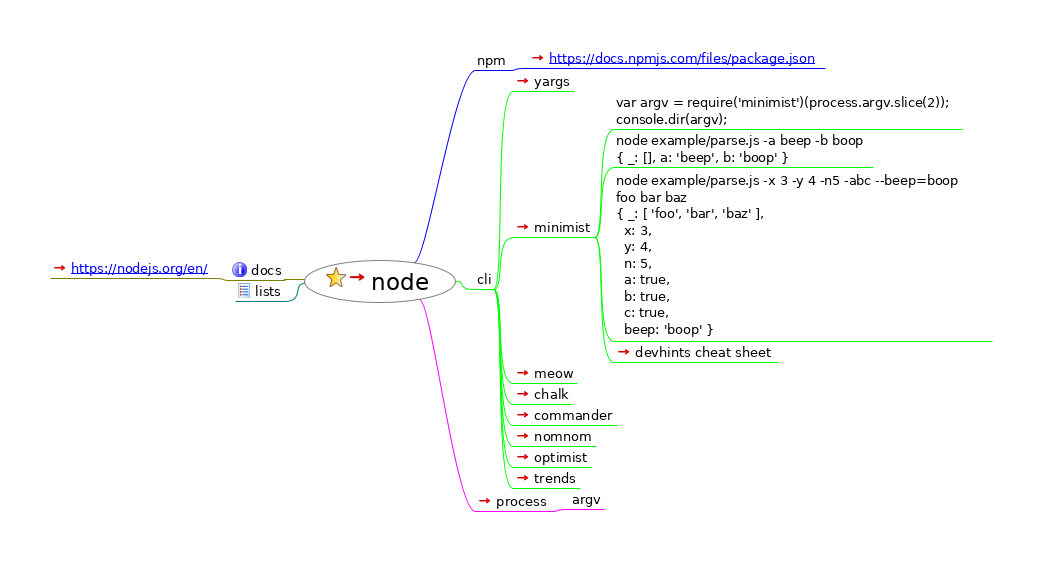 node
docs
https://nodejs.org/en/
lists
npm
https://docs.npmjs.com/files/package.json
cli
yargs
minimist
var argv = require('minimist')(process.argv.slice(2));
console.dir(argv);
node example/parse.js -a beep -b boop
{ _: [], a: 'beep', b: 'boop' }
node example/parse.js -x 3 -y 4 -n5 -abc --beep=boop
foo bar baz
{ _: [ 'foo', 'bar', 'baz' ],
  x: 3,
  y: 4,
  n: 5,
  a: true,
  b: true,
  c: true,
  beep: 'boop' }
devhints cheat sheet
meow
chalk
commander
nomnom
optimist
trends
process
argv